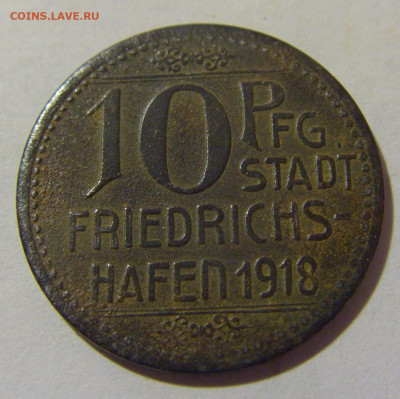 COINS.LAVE.RU
10 PFG.
STADT
FRIEDRICHS-
HAFEN 1918